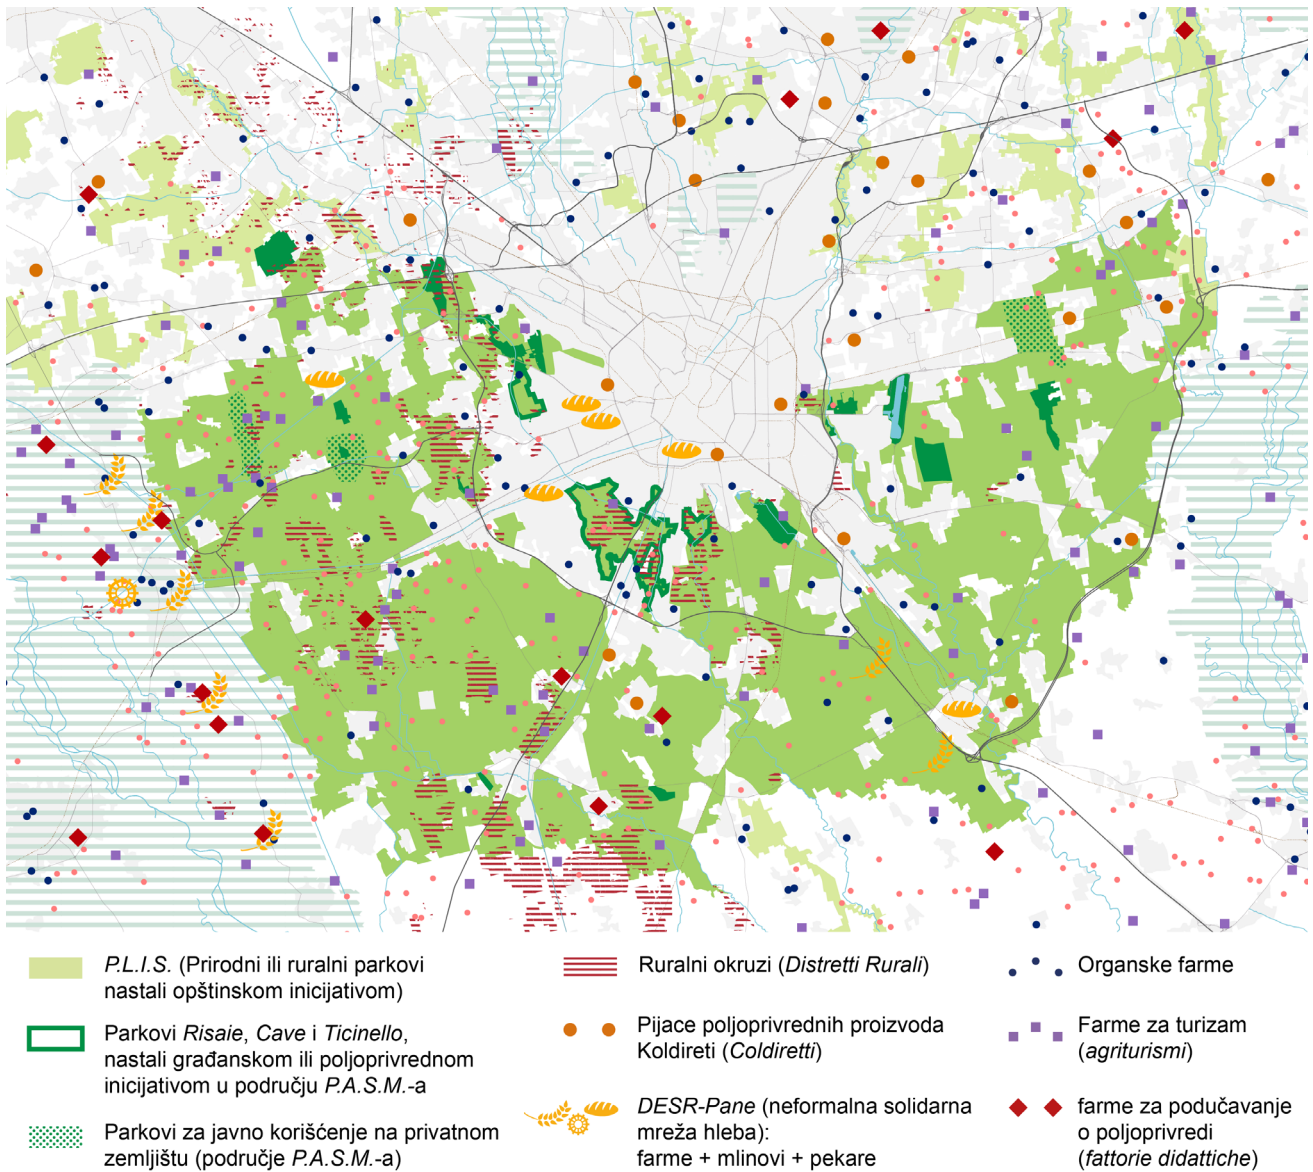 P.L.I.S. (Prirodni ili ruralni parkovi
nastali opštinskom inicijativom)
Parkovi Risaie, Cave i Ticinello,
nastali građanskom ili poljoprivrednom
inicijativom u području P.A.S.M.-a
Parkovi za javno korišćenje na privatnom
zemljištu (područje P.A.S.M.-a)
Ruralni okruzi (Distretti Rurali)
Pijace poljoprivrednih proizvoda
Koldireti (Coldiretti)
DESR-Pane (neformalna solidarna
mreža hleba):
farme + mlinovi + pekare
Organske farme
Farme za turizam
(agriturismi)
farme za podučavanje
o poljoprivredi
(fattorie didattiche)